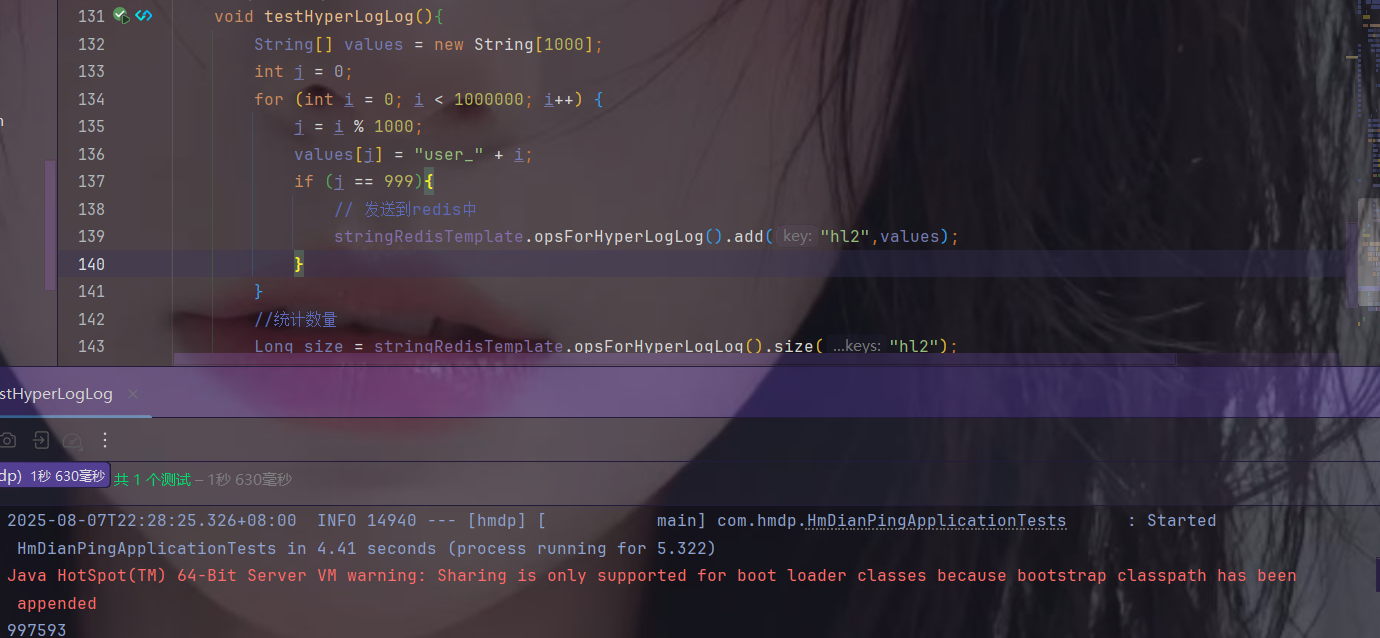 131 void testHyperLogLog(){
132 String[] values = new String[1000];
133 int j = 0;
134 for (int i = 0; i < 1000000; i++) {
135 j = i % 1000;
136 values[j] = "user_" + i;
137 if (j == 999){
138 // 发送到redis中
139 stringRedisTemplate.opsForHyperLogLog().add( key: "hl2",values);
140 }
141 }
142 //统计数量
143 Long size = stringRedisTemplate.opsForHyperLogLog().size( ...keys: "hl2");
stHyperLogLog ×
dp) 1秒 630毫秒 共 1 个测试 – 1秒 630毫秒
2025-08-07T22:28:25.326+08:00 INFO 14940 --- [hmdp] [ main] com.hmdp.HmDianPingApplicationTests : Started
HmDianPingApplicationTests in 4.41 seconds (process running for 5.322)
Java HotSpot(TM) 64-Bit Server VM warning: Sharing is only supported for boot loader classes because bootstrap classpath has been
appended
997593